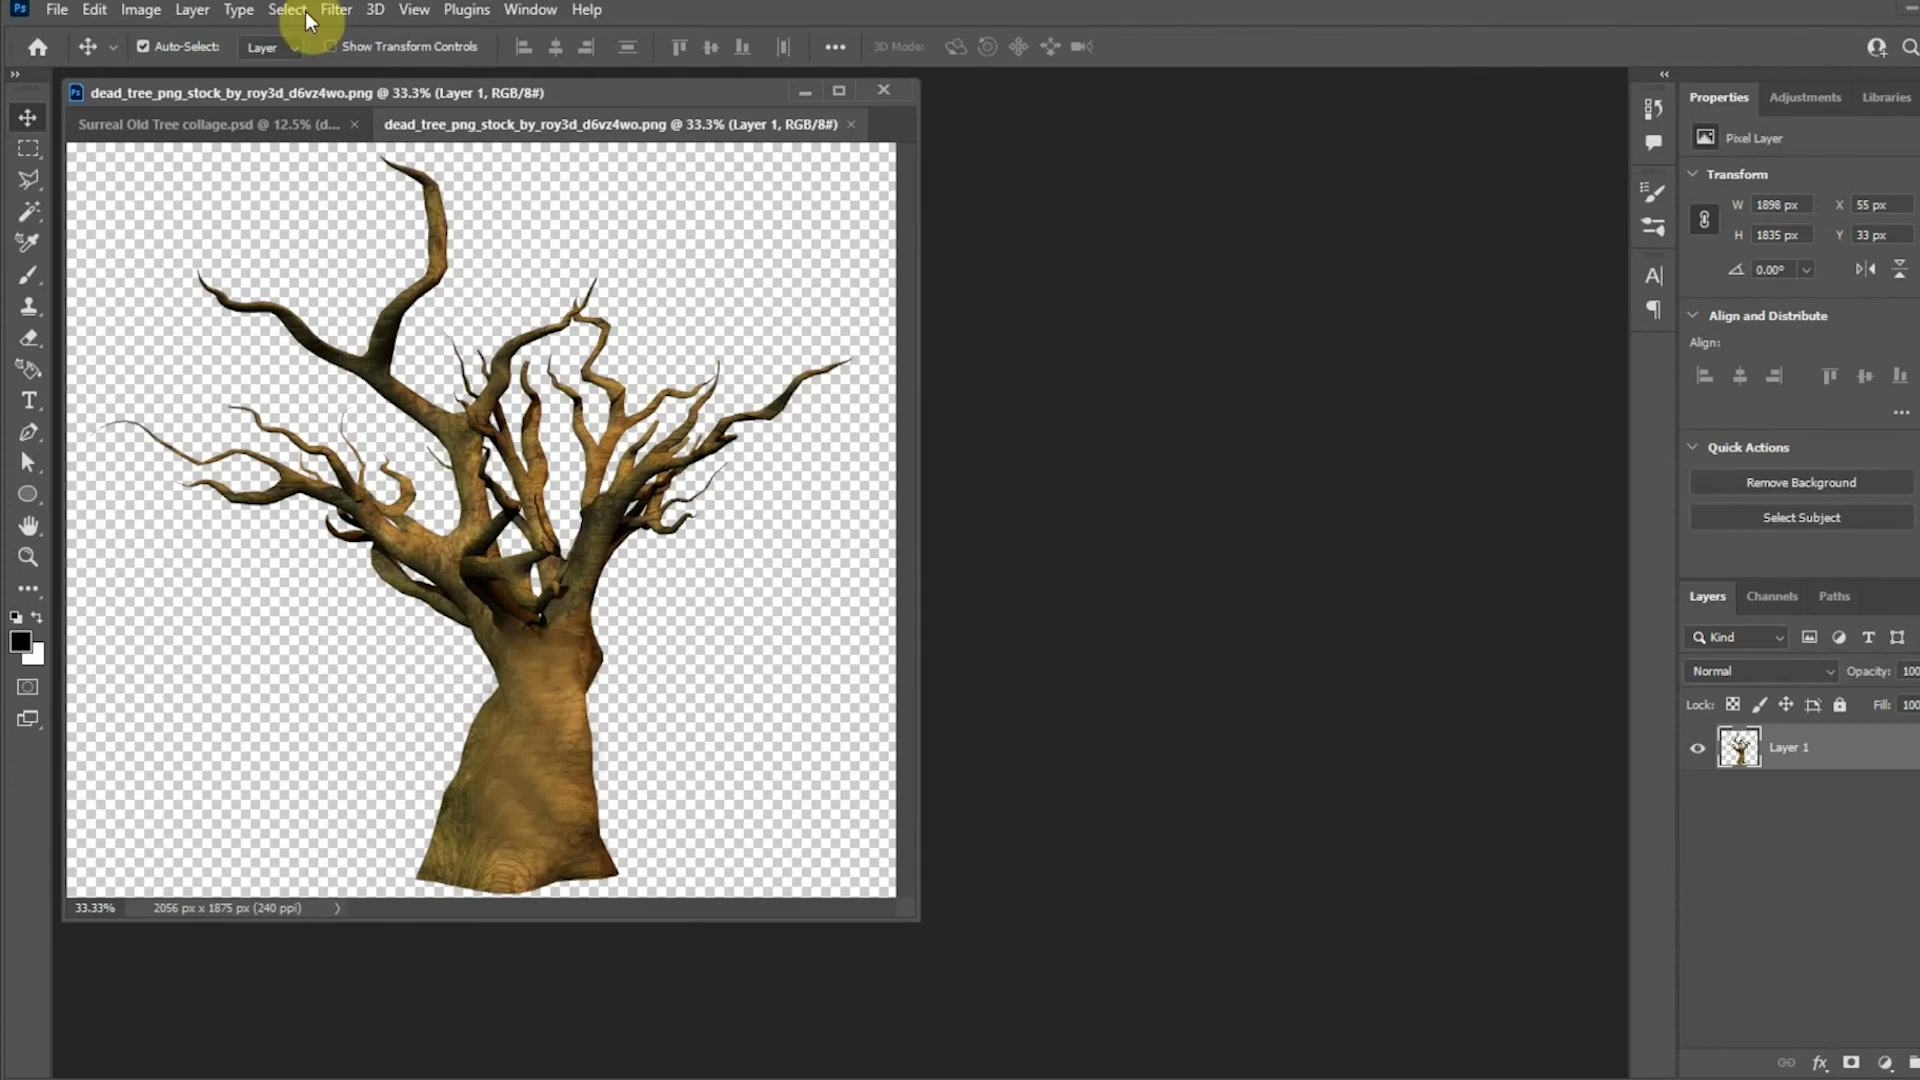 Ps File Edit Image Layer Type Select Filter 3D View Plugins Window Help
Auto-Select: Layer Show Transform Controls 3D Mode:
Ps dead_tree_png_stock_by_roy3d_d6vz4wo.png @ 33.3% (Layer 1, RGB/8#)
Surreal Old Tree collage.psd @ 12.5% (d... × dead_tree_png_stock_by_roy3d_d6vz4wo.png @ 33.3% (Layer 1, RGB/8#) ×
Properties Adjustments Libraries
Pixel Layer
Transform
W 1898 px X 55 px
H 1835 px Y 33 px
0.00°
Align and Distribute
Align:
Quick Actions
Remove Background
Select Subject
Layers Channels Paths
Kind
Normal Opacity: 100
Lock: Fill: 100
Layer 1
33.33% 2056 px x 1875 px (240 ppi)